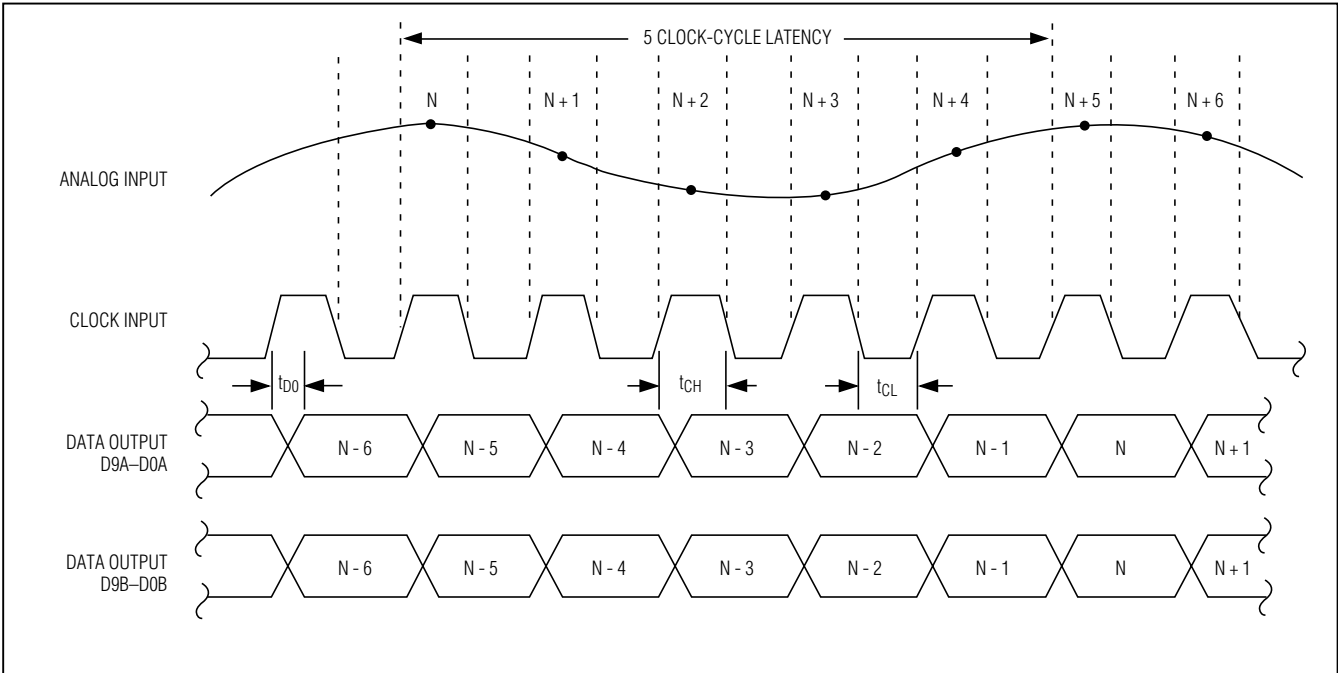 5 CLOCK-CYCLE LATENCY
N N + 1 N + 2 N + 3 N + 4 N + 5 N + 6
ANALOG INPUT
CLOCK INPUT
tD0 tCH tCL
DATA OUTPUT
D9A–D0A
N - 6 N - 5 N - 4 N - 3 N - 2 N - 1 N N + 1
DATA OUTPUT
D9B–D0B
N - 6 N - 5 N - 4 N - 3 N - 2 N - 1 N N + 1